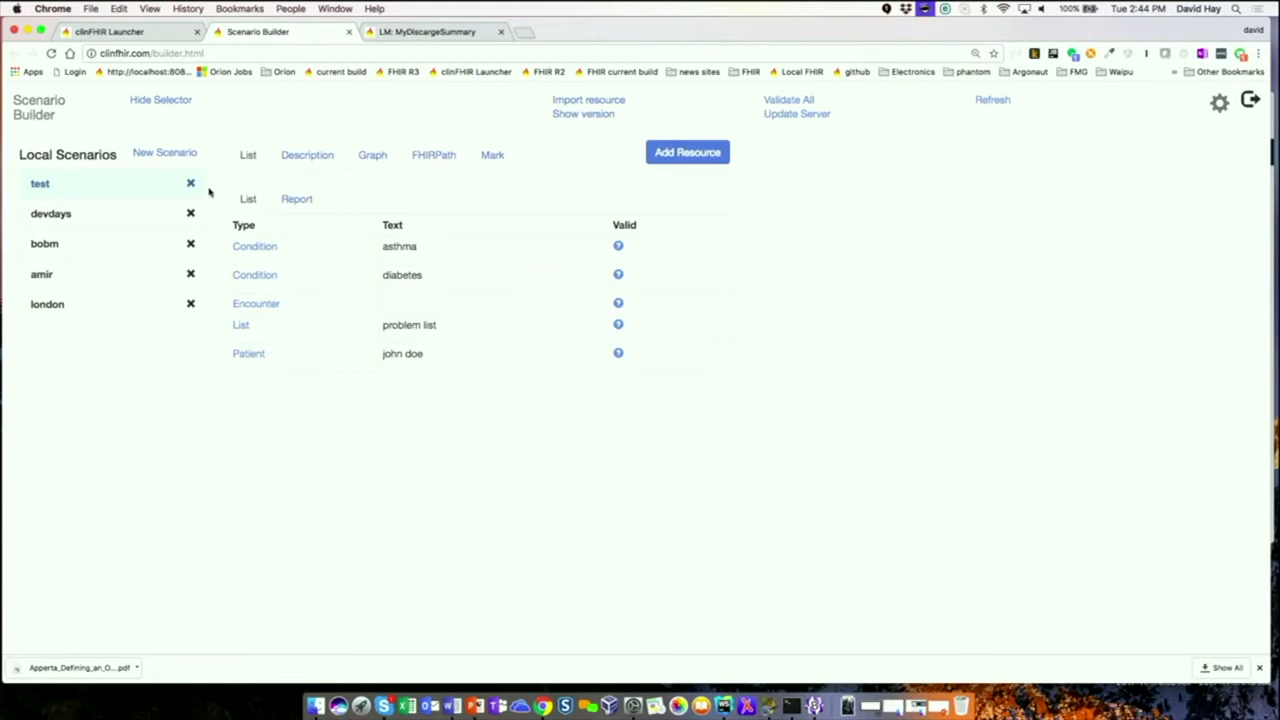 Chrome File Edit View History Bookmarks People Window Help 100% Tue 2:44 PM David Hay
clinFHIR Launcher Scenario Builder LM: MyDiscargeSummary david
clinfhir.com/builder.html
Apps Login http://localhost:808... Orion Jobs Orion current build FHIR R3 clinFHIR Launcher FHIR R2 FHIR current build news sites FHIR Local FHIR github Electronics phantom Argonaut FMG Waipu » Other Bookmarks
Scenario
Builder
Hide Selector
Import resource
Show version
Validate All
Update Server
Refresh
Local Scenarios New Scenario
test
devdays
bobm
amir
london
List Description Graph FHIRPath Mark Add Resource
List Report
Type Text Valid
Condition asthma
Condition diabetes
Encounter
List problem list
Patient john doe
Apperta_Defining_an_O....pdf Show All